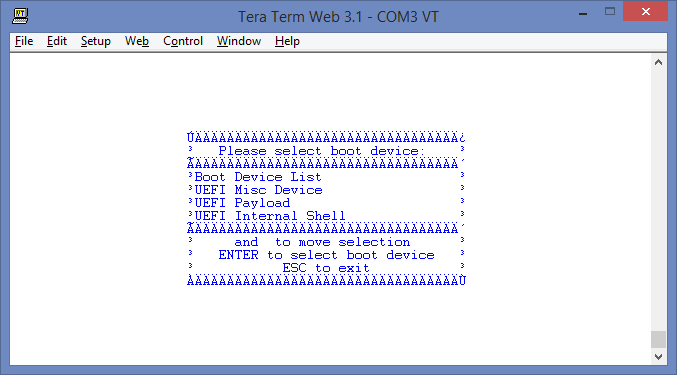 Tera Term Web 3.1 - COM3 VT
File Edit Setup Web Control Window Help
ÚÄÄÄÄÄÄÄÄÄÄÄÄÄÄÄÄÄÄÄÄÄÄÄÄÄÄÄÄÄÄÄÄÄ¿
³   Please select boot device:    ³
ÃÄÄÄÄÄÄÄÄÄÄÄÄÄÄÄÄÄÄÄÄÄÄÄÄÄÄÄÄÄÄÄÄÄ´
³Boot Device List                 ³
³UEFI Misc Device                 ³
³UEFI Payload                     ³
³UEFI Internal Shell              ³
ÃÄÄÄÄÄÄÄÄÄÄÄÄÄÄÄÄÄÄÄÄÄÄÄÄÄÄÄÄÄÄÄÄÄ´
³     and  to move selection      ³
³   ENTER to select boot device   ³
³           ESC to exit           ³
ÀÄÄÄÄÄÄÄÄÄÄÄÄÄÄÄÄÄÄÄÄÄÄÄÄÄÄÄÄÄÄÄÄÄÙ